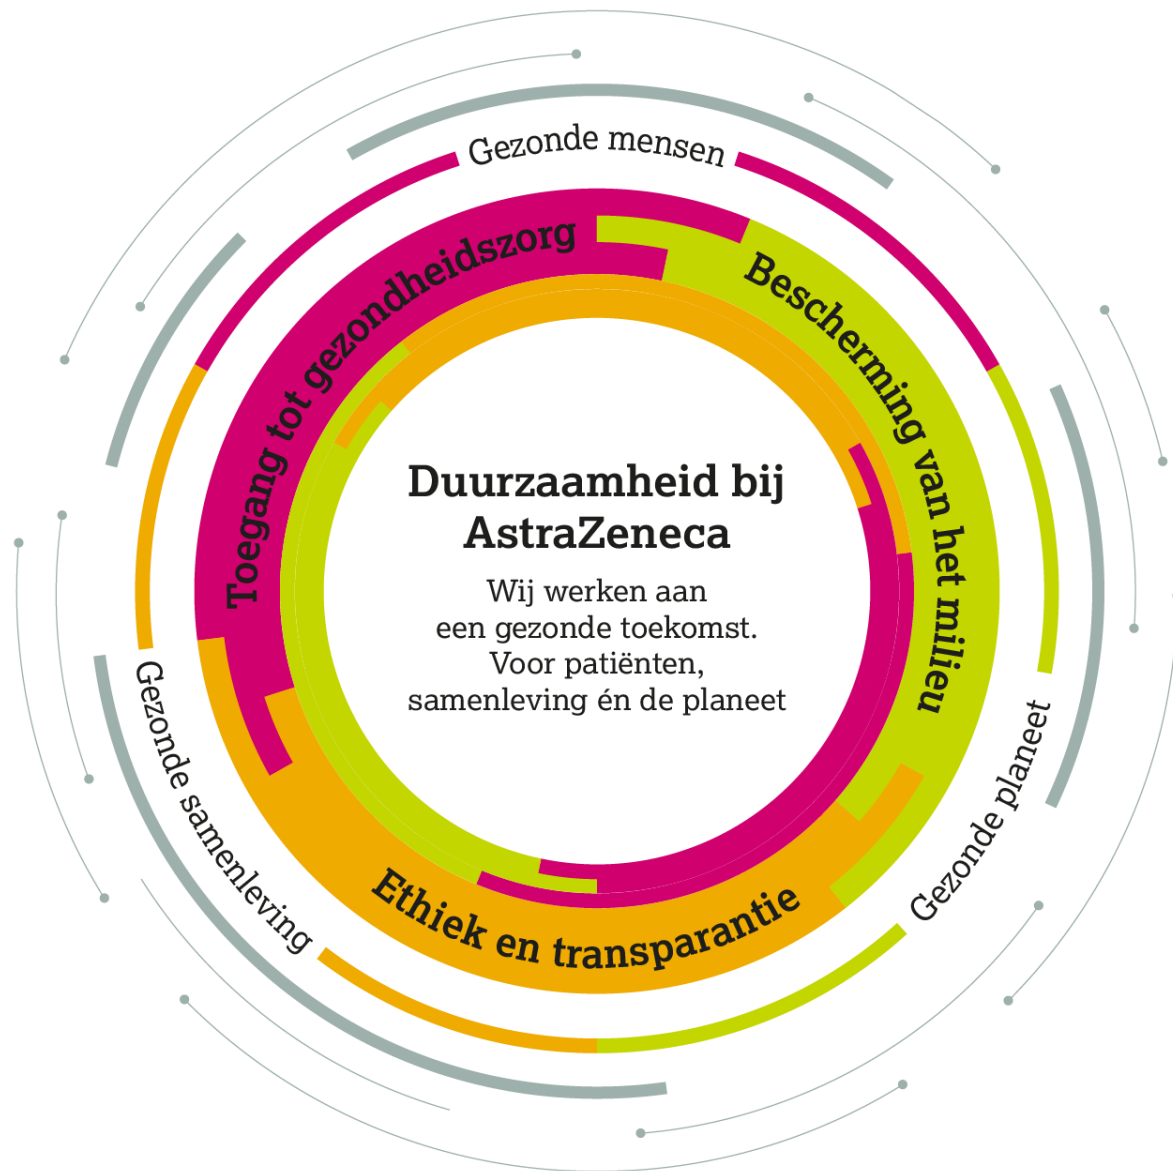 Gezonde mensen
Toegang tot gezondheidszorg
Bescherming van het milieu
Duurzaamheid bij
AstraZeneca
Wij werken aan
een gezonde toekomst.
Voor patiënten,
samenleving én de planeet
Gezonde samenleving
Gezonde planeet
Ethiek en transparantie